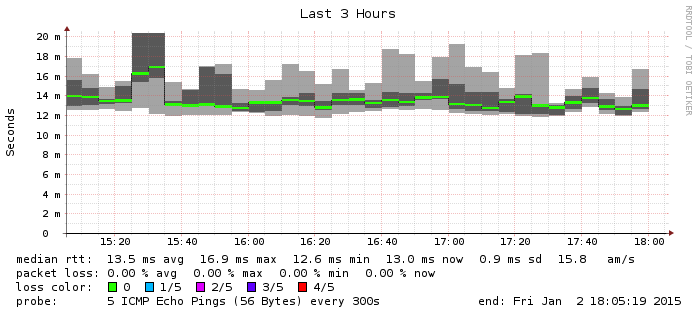 Last 3 Hours
RRDTOOL / TOBI OETIKER
Seconds
20 m
18 m
16 m
14 m
12 m
10 m
8 m
6 m
4 m
2 m
0
15:20 15:40 16:00 16:20 16:40 17:00 17:20 17:40 18:00
median rtt: 13.5 ms avg 16.9 ms max 12.6 ms min 13.0 ms now 0.9 ms sd 15.8 am/s
packet loss: 0.00 % avg 0.00 % max 0.00 % min 0.00 % now
loss color: 0 1/5 2/5 3/5 4/5
probe: 5 ICMP Echo Pings (56 Bytes) every 300s end: Fri Jan 2 18:05:19 2015